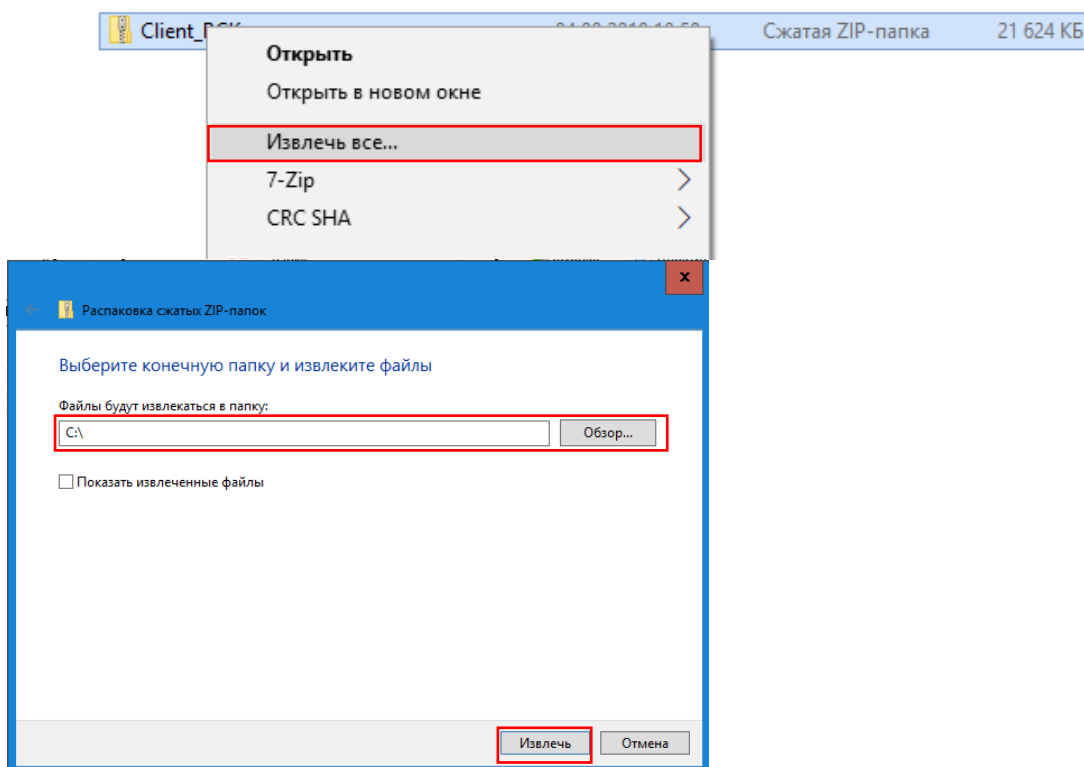 Сжатая ZIP-папка 21 624 КБ
Открыть
Открыть в новом окне
Извлечь все...
7-Zip
CRC SHA
Распаковка сжатых ZIP-папок
Выберите конечную папку и извлеките файлы
Файлы будут извлекаться в папку:
C:\ Обзор...
Показать извлеченные файлы
Извлечь Отмена